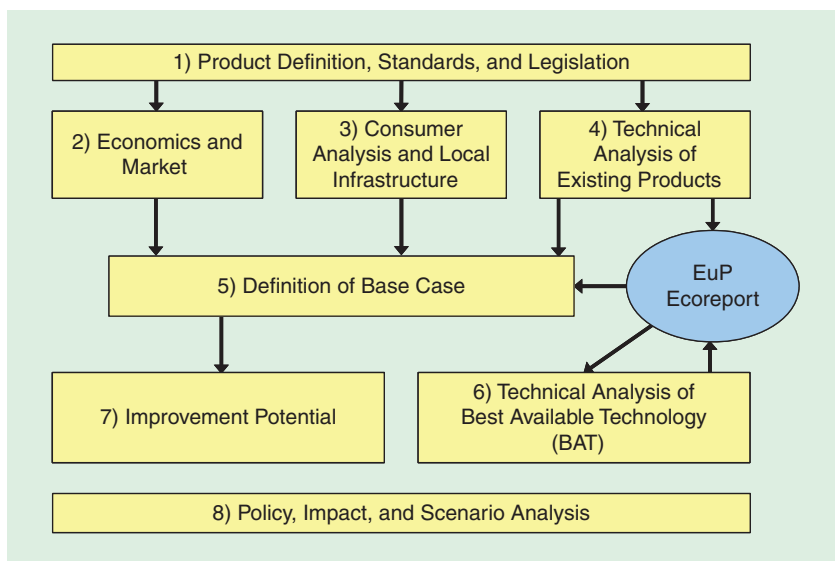 1) Product Definition, Standards, and Legislation
2) Economics and
Market
3) Consumer
Analysis and Local
Infrastructure
4) Technical
Analysis of
Existing Products
5) Definition of Base Case
EuP
Ecoreport
7) Improvement Potential
6) Technical Analysis of
Best Available Technology
(BAT)
8) Policy, Impact, and Scenario Analysis